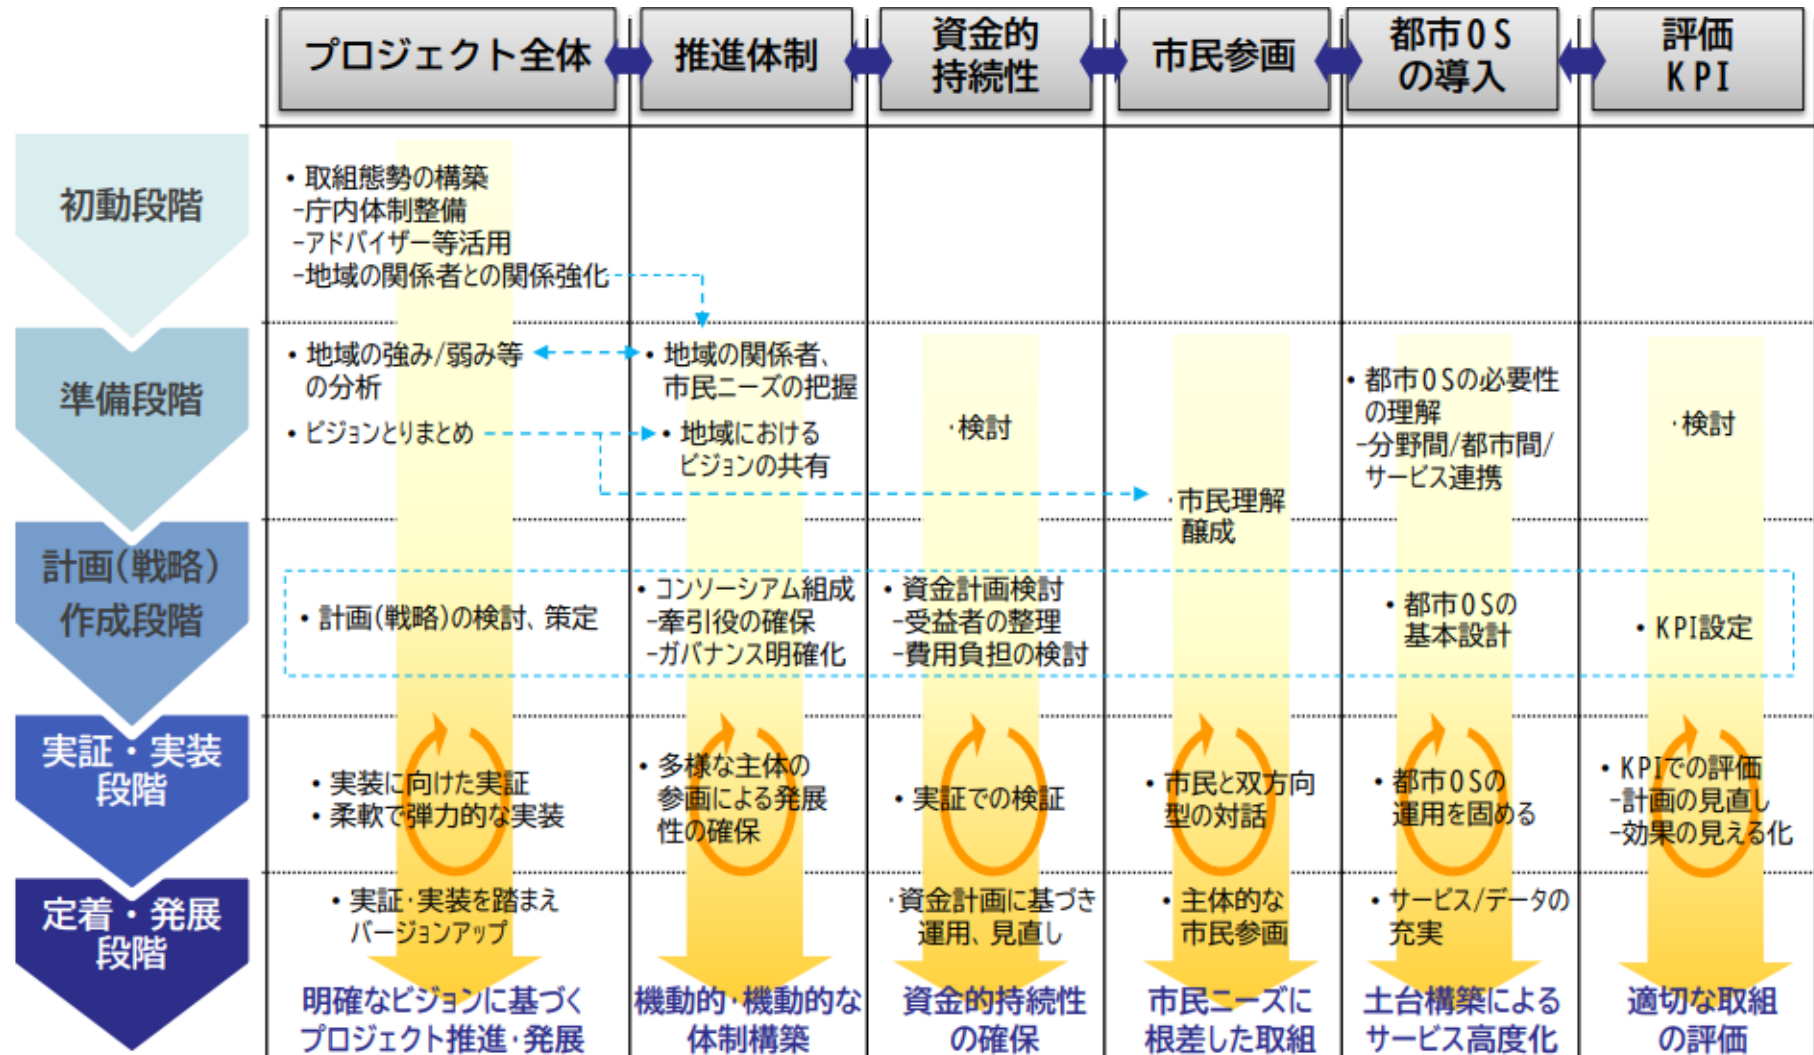 プロジェクト全体
推進体制
資金的
持続性
市民参画
都市OS
の導入
評価
KPI
初動段階
• 取組態勢の構築
-庁内体制整備
-アドバイザー等活用
-地域の関係者との関係強化
準備段階
• 地域の強み/弱み等
の分析
• ビジョンとりまとめ
• 地域の関係者、
市民ニーズの把握
• 地域における
ビジョンの共有
・検討
・市民理解
醸成
• 都市OSの必要性
の理解
-分野間/都市間/
サービス連携
・検討
計画(戦略)
作成段階
• 計画(戦略)の検討、策定
• コンソーシアム組成
-牽引役の確保
-ガバナンス明確化
• 資金計画検討
-受益者の整理
-費用負担の検討
• 都市OSの
基本設計
• KPI設定
実証・実装
段階
• 実装に向けた実証
• 柔軟で弾力的な実装
• 多様な主体の
参画による発展
性の確保
• 実証での検証
• 市民と双方向
型の対話
• 都市OSの
運用を固める
• KPIでの評価
-計画の見直し
-効果の見える化
定着・発展
段階
• 実証・実装を踏まえ
バージョンアップ
・資金計画に基づき
運用、見直し
• 主体的な
市民参画
• サービス/データの
充実
明確なビジョンに基づく
プロジェクト推進・発展
機動的・機動的な
体制構築
資金的持続性
の確保
市民ニーズに
根差した取組
土台構築による
サービス高度化
適切な取組
の評価